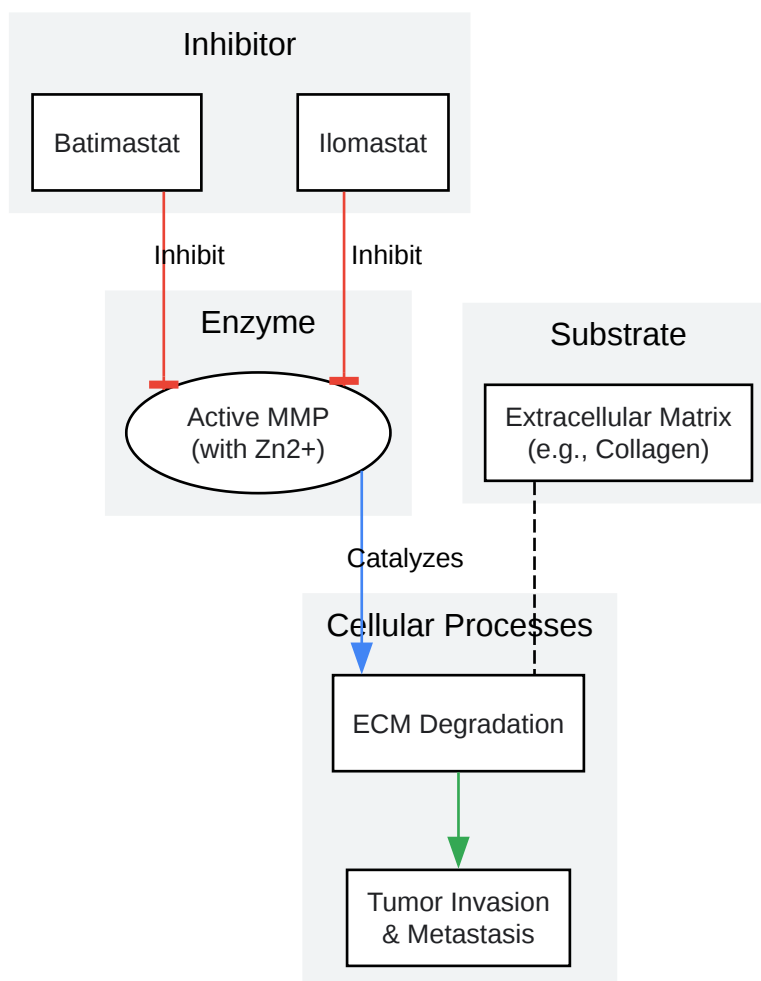 Inhibitor
Batimastat
Ilomastat
Inhibit
Inhibit
Enzyme
Substrate
Active MMP
(with Zn2+)
Extracellular Matrix
(e.g., Collagen)
Catalyzes
Cellular Processes
ECM Degradation
Tumor Invasion
& Metastasis